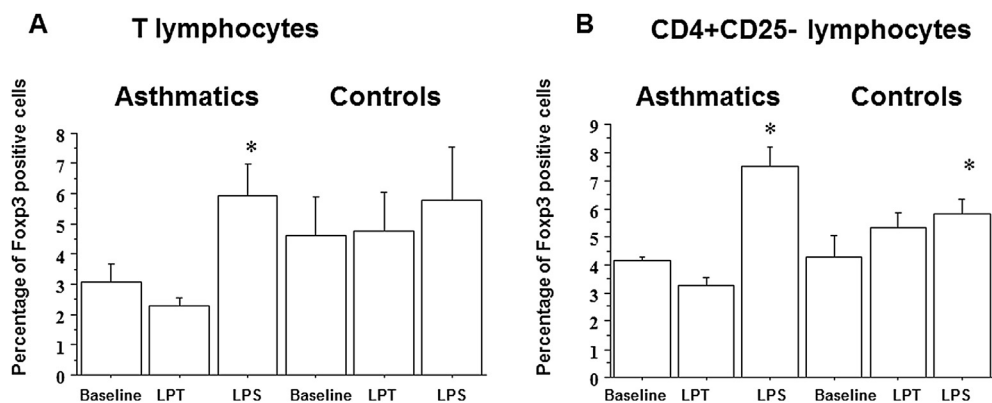 A
T lymphocytes
Asthmatics
Controls
Percentage of Foxp3 positive cells
8
7
6
5
4
3
2
1
0
*
Baseline LPT LPS Baseline LPT LPS
B
CD4+CD25- lymphocytes
Asthmatics
Controls
Percentage of Foxp3 positive cells
9
8
7
6
5
4
3
2
1
0
*
*
Baseline LPT LPS Baseline LPT LPS